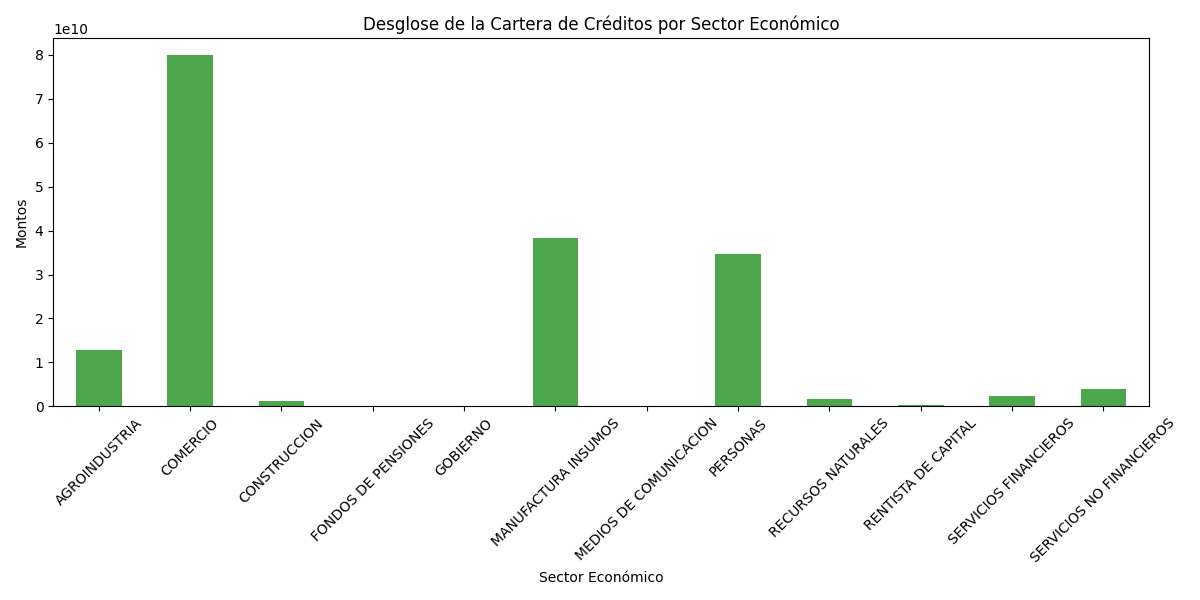 Desglose de la Cartera de Créditos por Sector Económico
1e10
8
7
6
5
4
3
2
1
0
Montos
AGROINDUSTRIA
COMERCIO
CONSTRUCCION
FONDOS DE PENSIONES
GOBIERNO
MANUFACTURA INSUMOS
MEDIOS DE COMUNICACION
PERSONAS
RECURSOS NATURALES
RENTISTA DE CAPITAL
SERVICIOS FINANCIEROS
SERVICIOS NO FINANCIEROS
Sector Económico